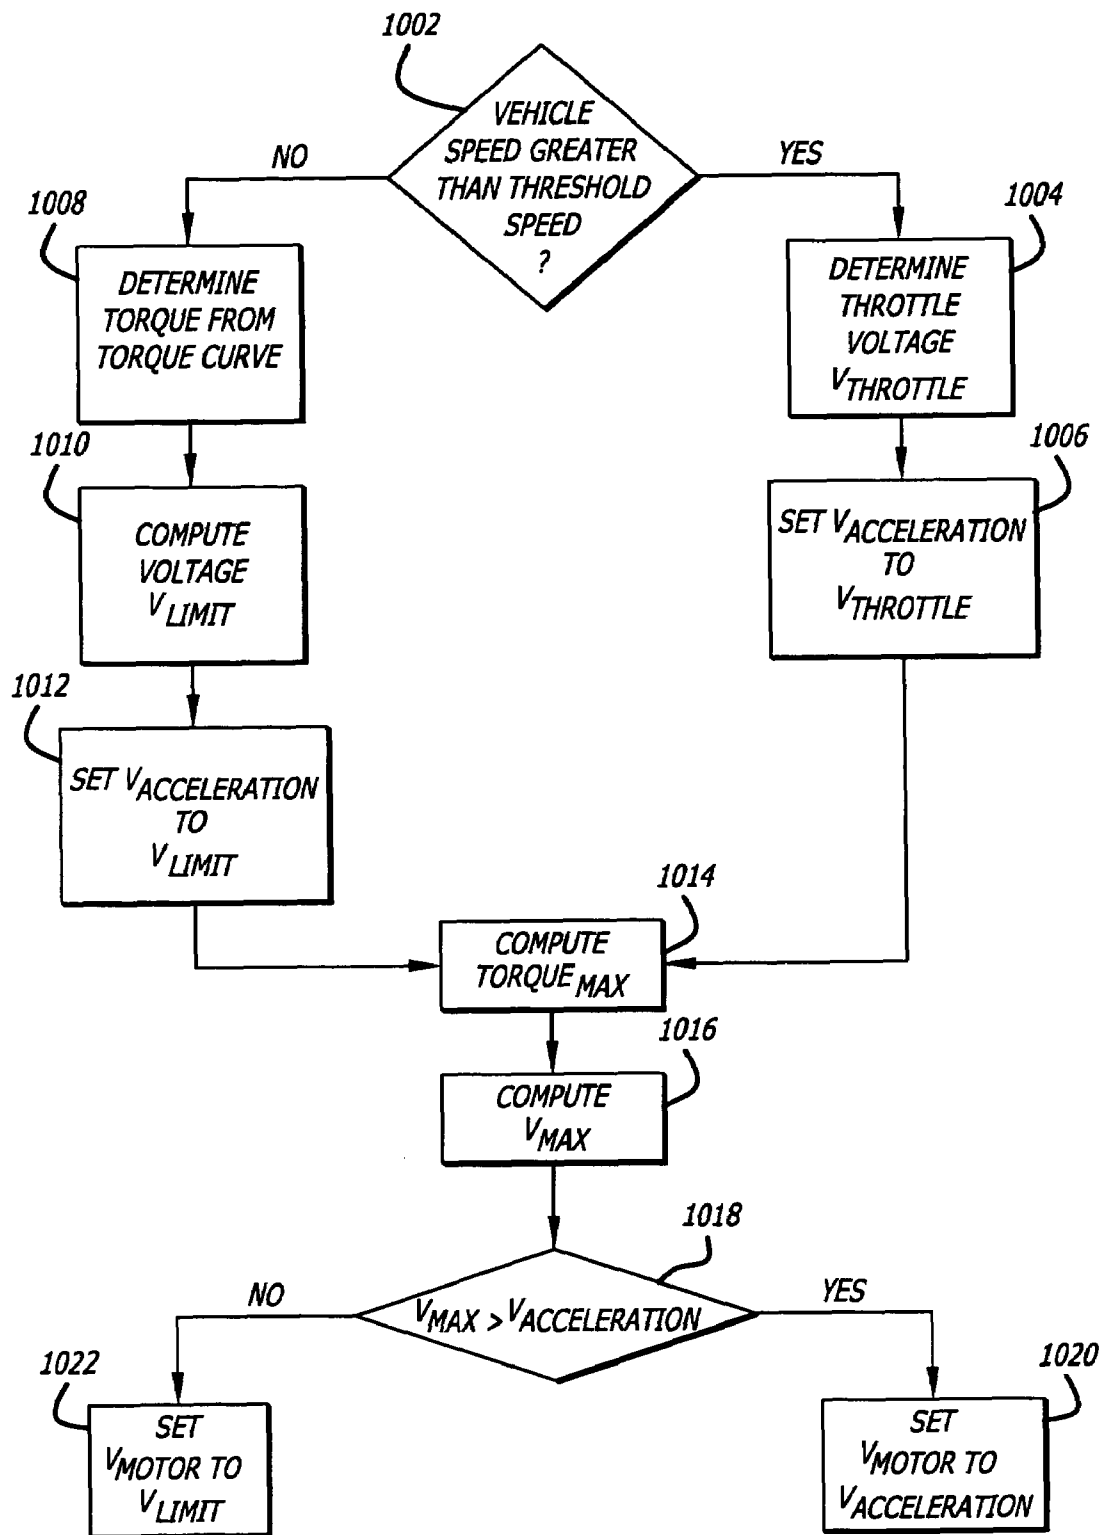 1002
VEHICLE
SPEED GREATER
THAN THRESHOLD
SPEED
?
NO
YES
1008
DETERMINE
TORQUE FROM
TORQUE CURVE
1004
DETERMINE
THROTTLE
VOLTAGE
VTHROTTLE
1010
COMPUTE
VOLTAGE
VLIMIT
1006
SET VACCELERATION
TO
VTHROTTLE
1012
SET VACCELERATION
TO
VLIMIT
1014
COMPUTE
TORQUEMAX
1016
COMPUTE
VMAX
1018
VMAX > VACCELERATION
NO
YES
1022
SET
VMOTOR TO
VLIMIT
1020
SET
VMOTOR TO
VACCELERATION